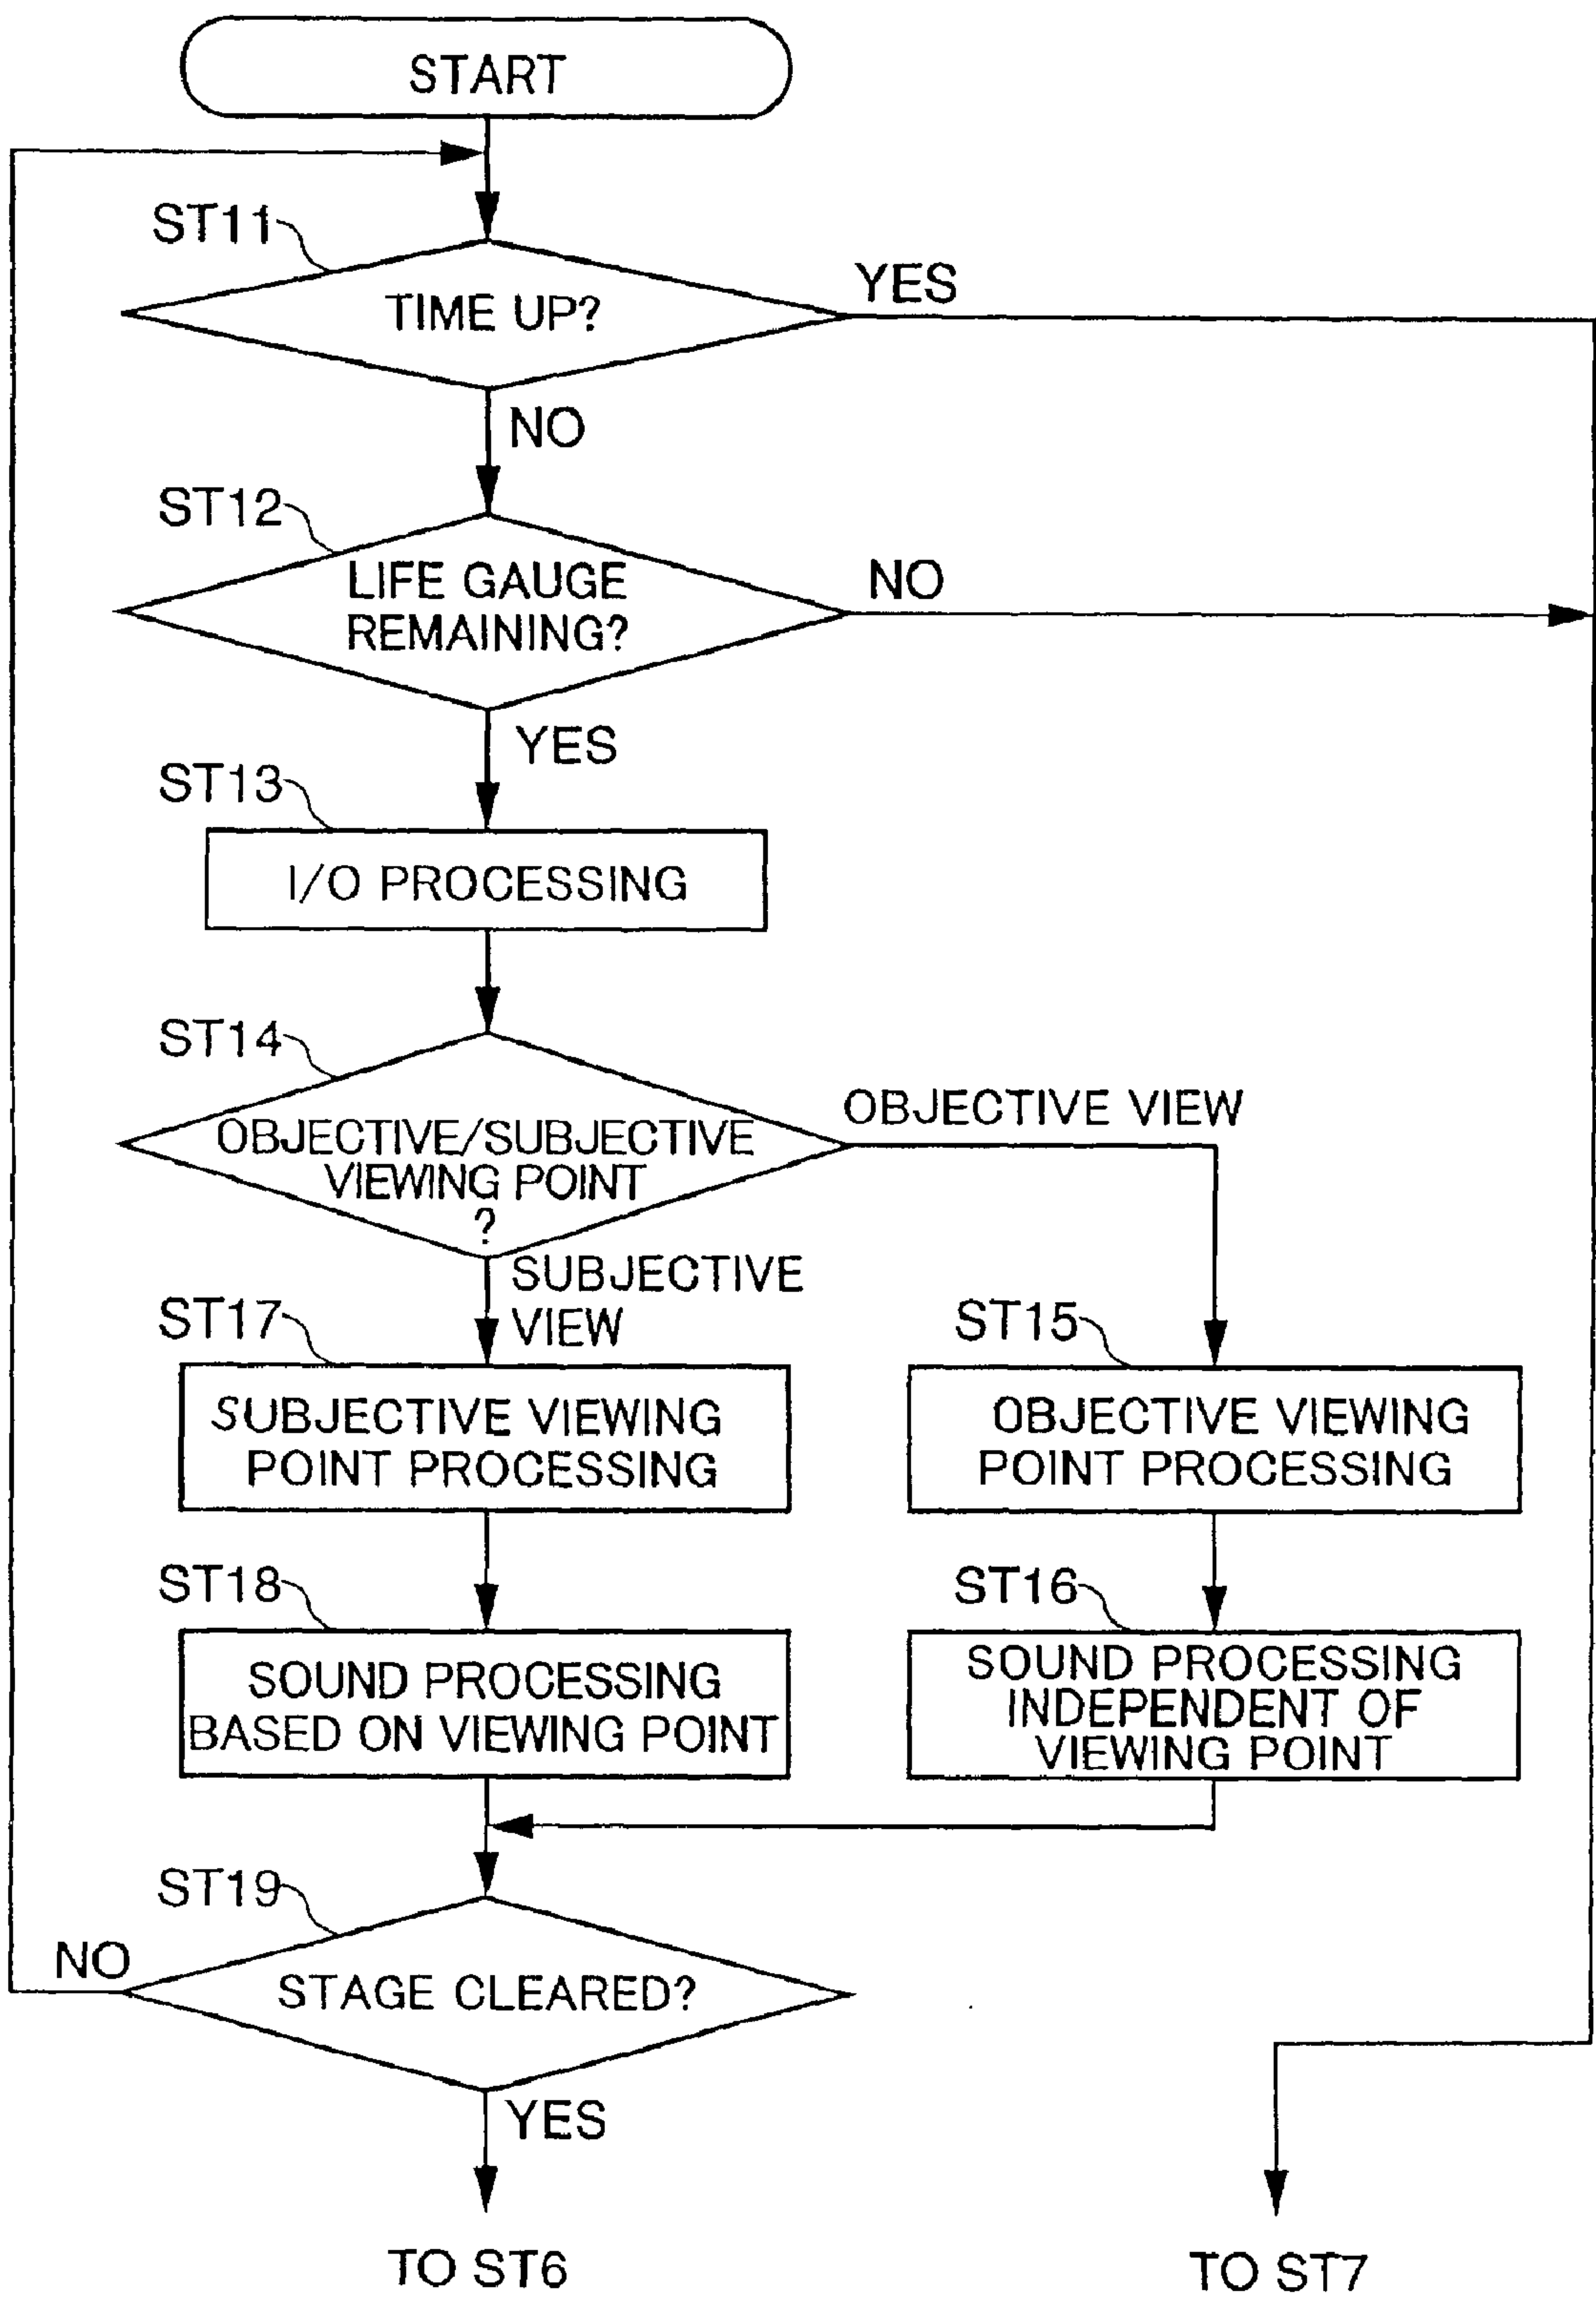 START
ST11
TIME UP?
YES
NO
ST12
LIFE GAUGE
REMAINING?
NO
YES
ST13
I/O PROCESSING
ST14
OBJECTIVE/SUBJECTIVE
VIEWING POINT
?
OBJECTIVE VIEW
SUBJECTIVE
VIEW
ST17
SUBJECTIVE VIEWING
POINT PROCESSING
ST15
OBJECTIVE VIEWING
POINT PROCESSING
ST18
SOUND PROCESSING
BASED ON VIEWING POINT
ST16
SOUND PROCESSING
INDEPENDENT OF
VIEWING POINT
ST19
NO
STAGE CLEARED?
YES
TO ST6
TO ST7